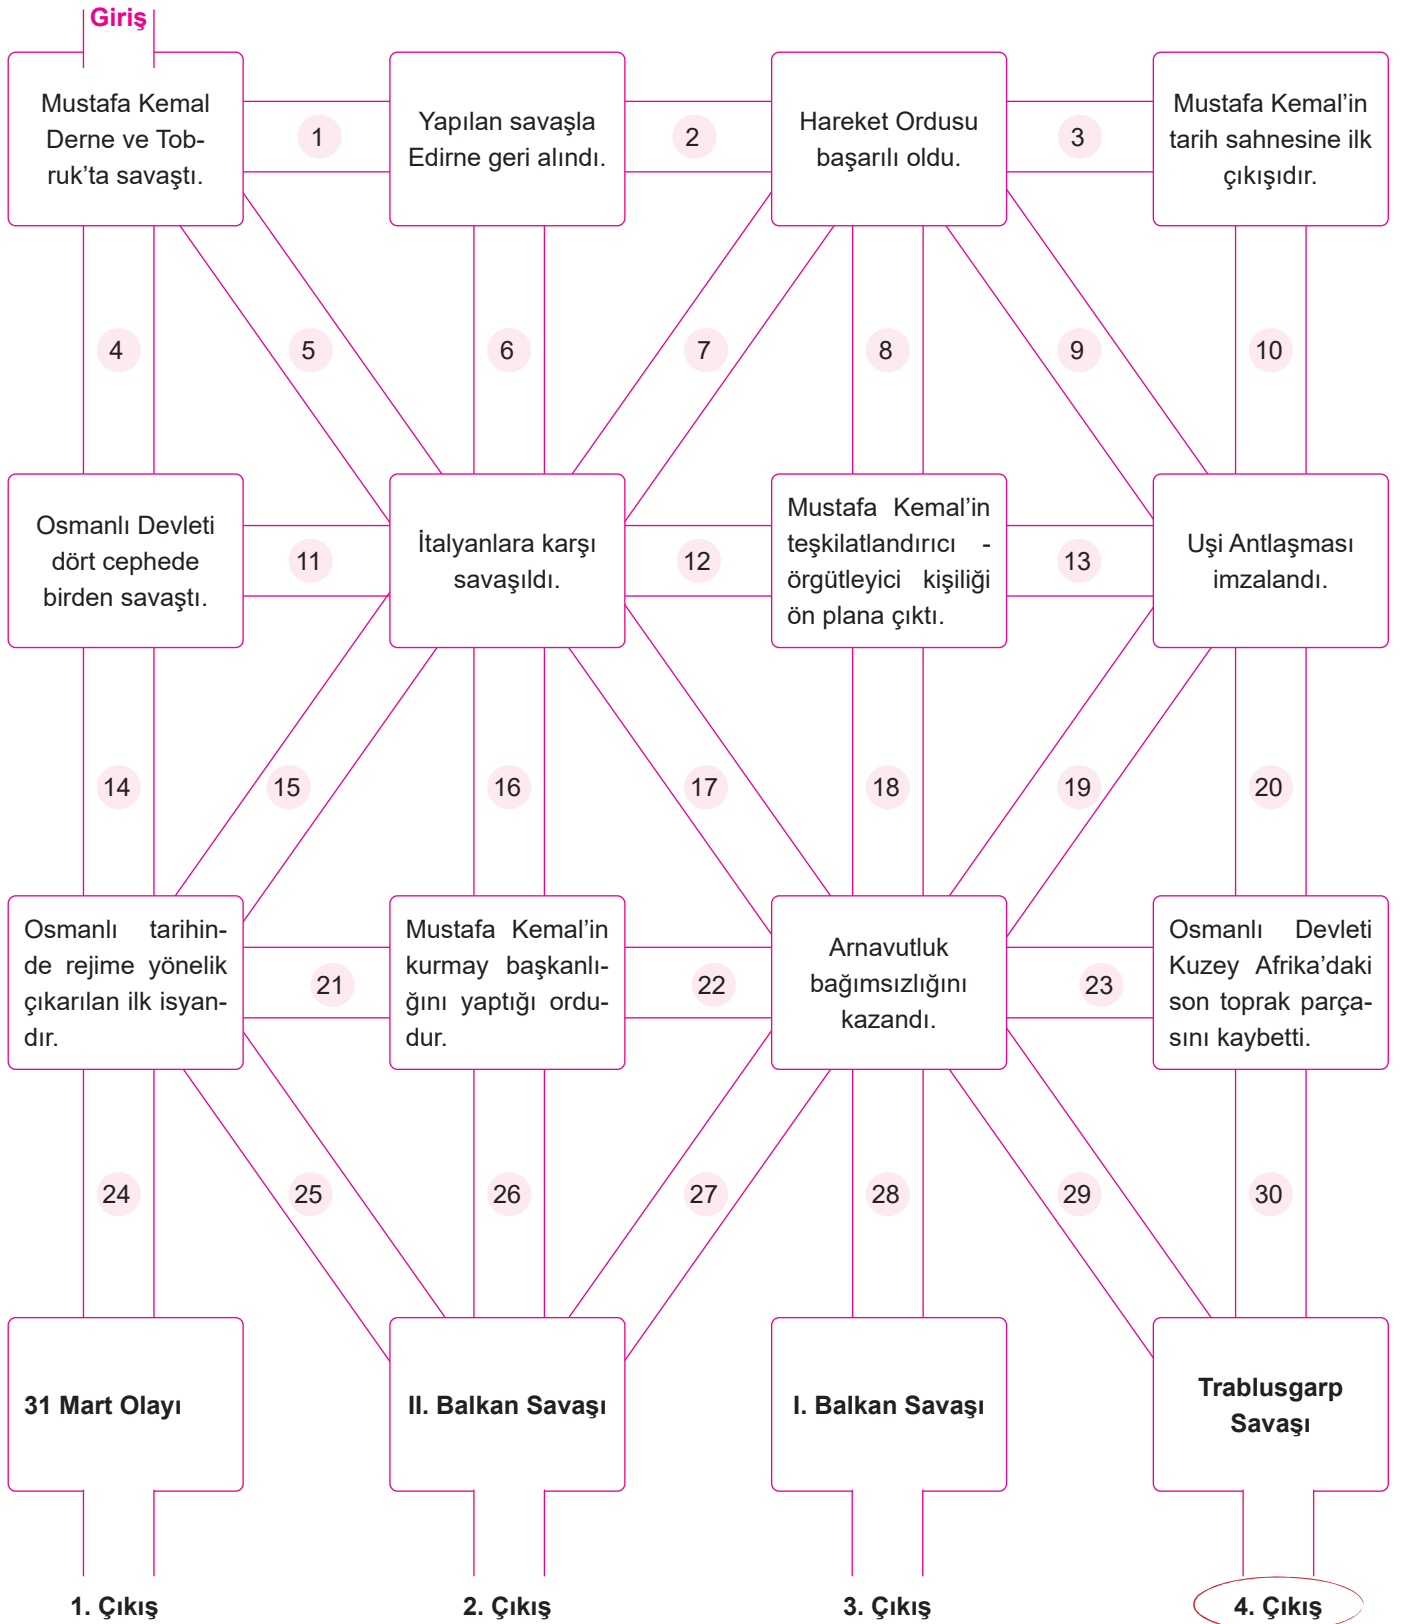 Giriş
Mustafa Kemal
Derne ve Tob-
ruk’ta savaştı.
1
Yapılan savaşla
Edirne geri alındı.
2
Hareket Ordusu
başarılı oldu.
3
Mustafa Kemal’in
tarih sahnesine ilk
çıkışıdır.
4
5
6
7
8
9
10
Osmanlı Devleti
dört cephede
birden savaştı.
11
İtalyanlara karşı
savaşıldı.
12
Mustafa Kemal’in
teşkilatlandırıcı -
örgütleyici kişiliği
ön plana çıktı.
13
Uşi Antlaşması
imzalandı.
14
15
16
17
18
19
20
Osmanlı tarihin-
de rejime yönelik
çıkarılan ilk isyan-
dır.
21
Mustafa Kemal’in
kurmay başkanlı-
ğını yaptığı ordu-
dur.
22
Arnavutluk
bağımsızlığını
kazandı.
23
Osmanlı Devleti
Kuzey Afrika’daki
son toprak parça-
sını kaybetti.
24
25
26
27
28
29
30
31 Mart Olayı
II. Balkan Savaşı
I. Balkan Savaşı
Trablusgarp
Savaşı
1. Çıkış
2. Çıkış
3. Çıkış
4. Çıkış